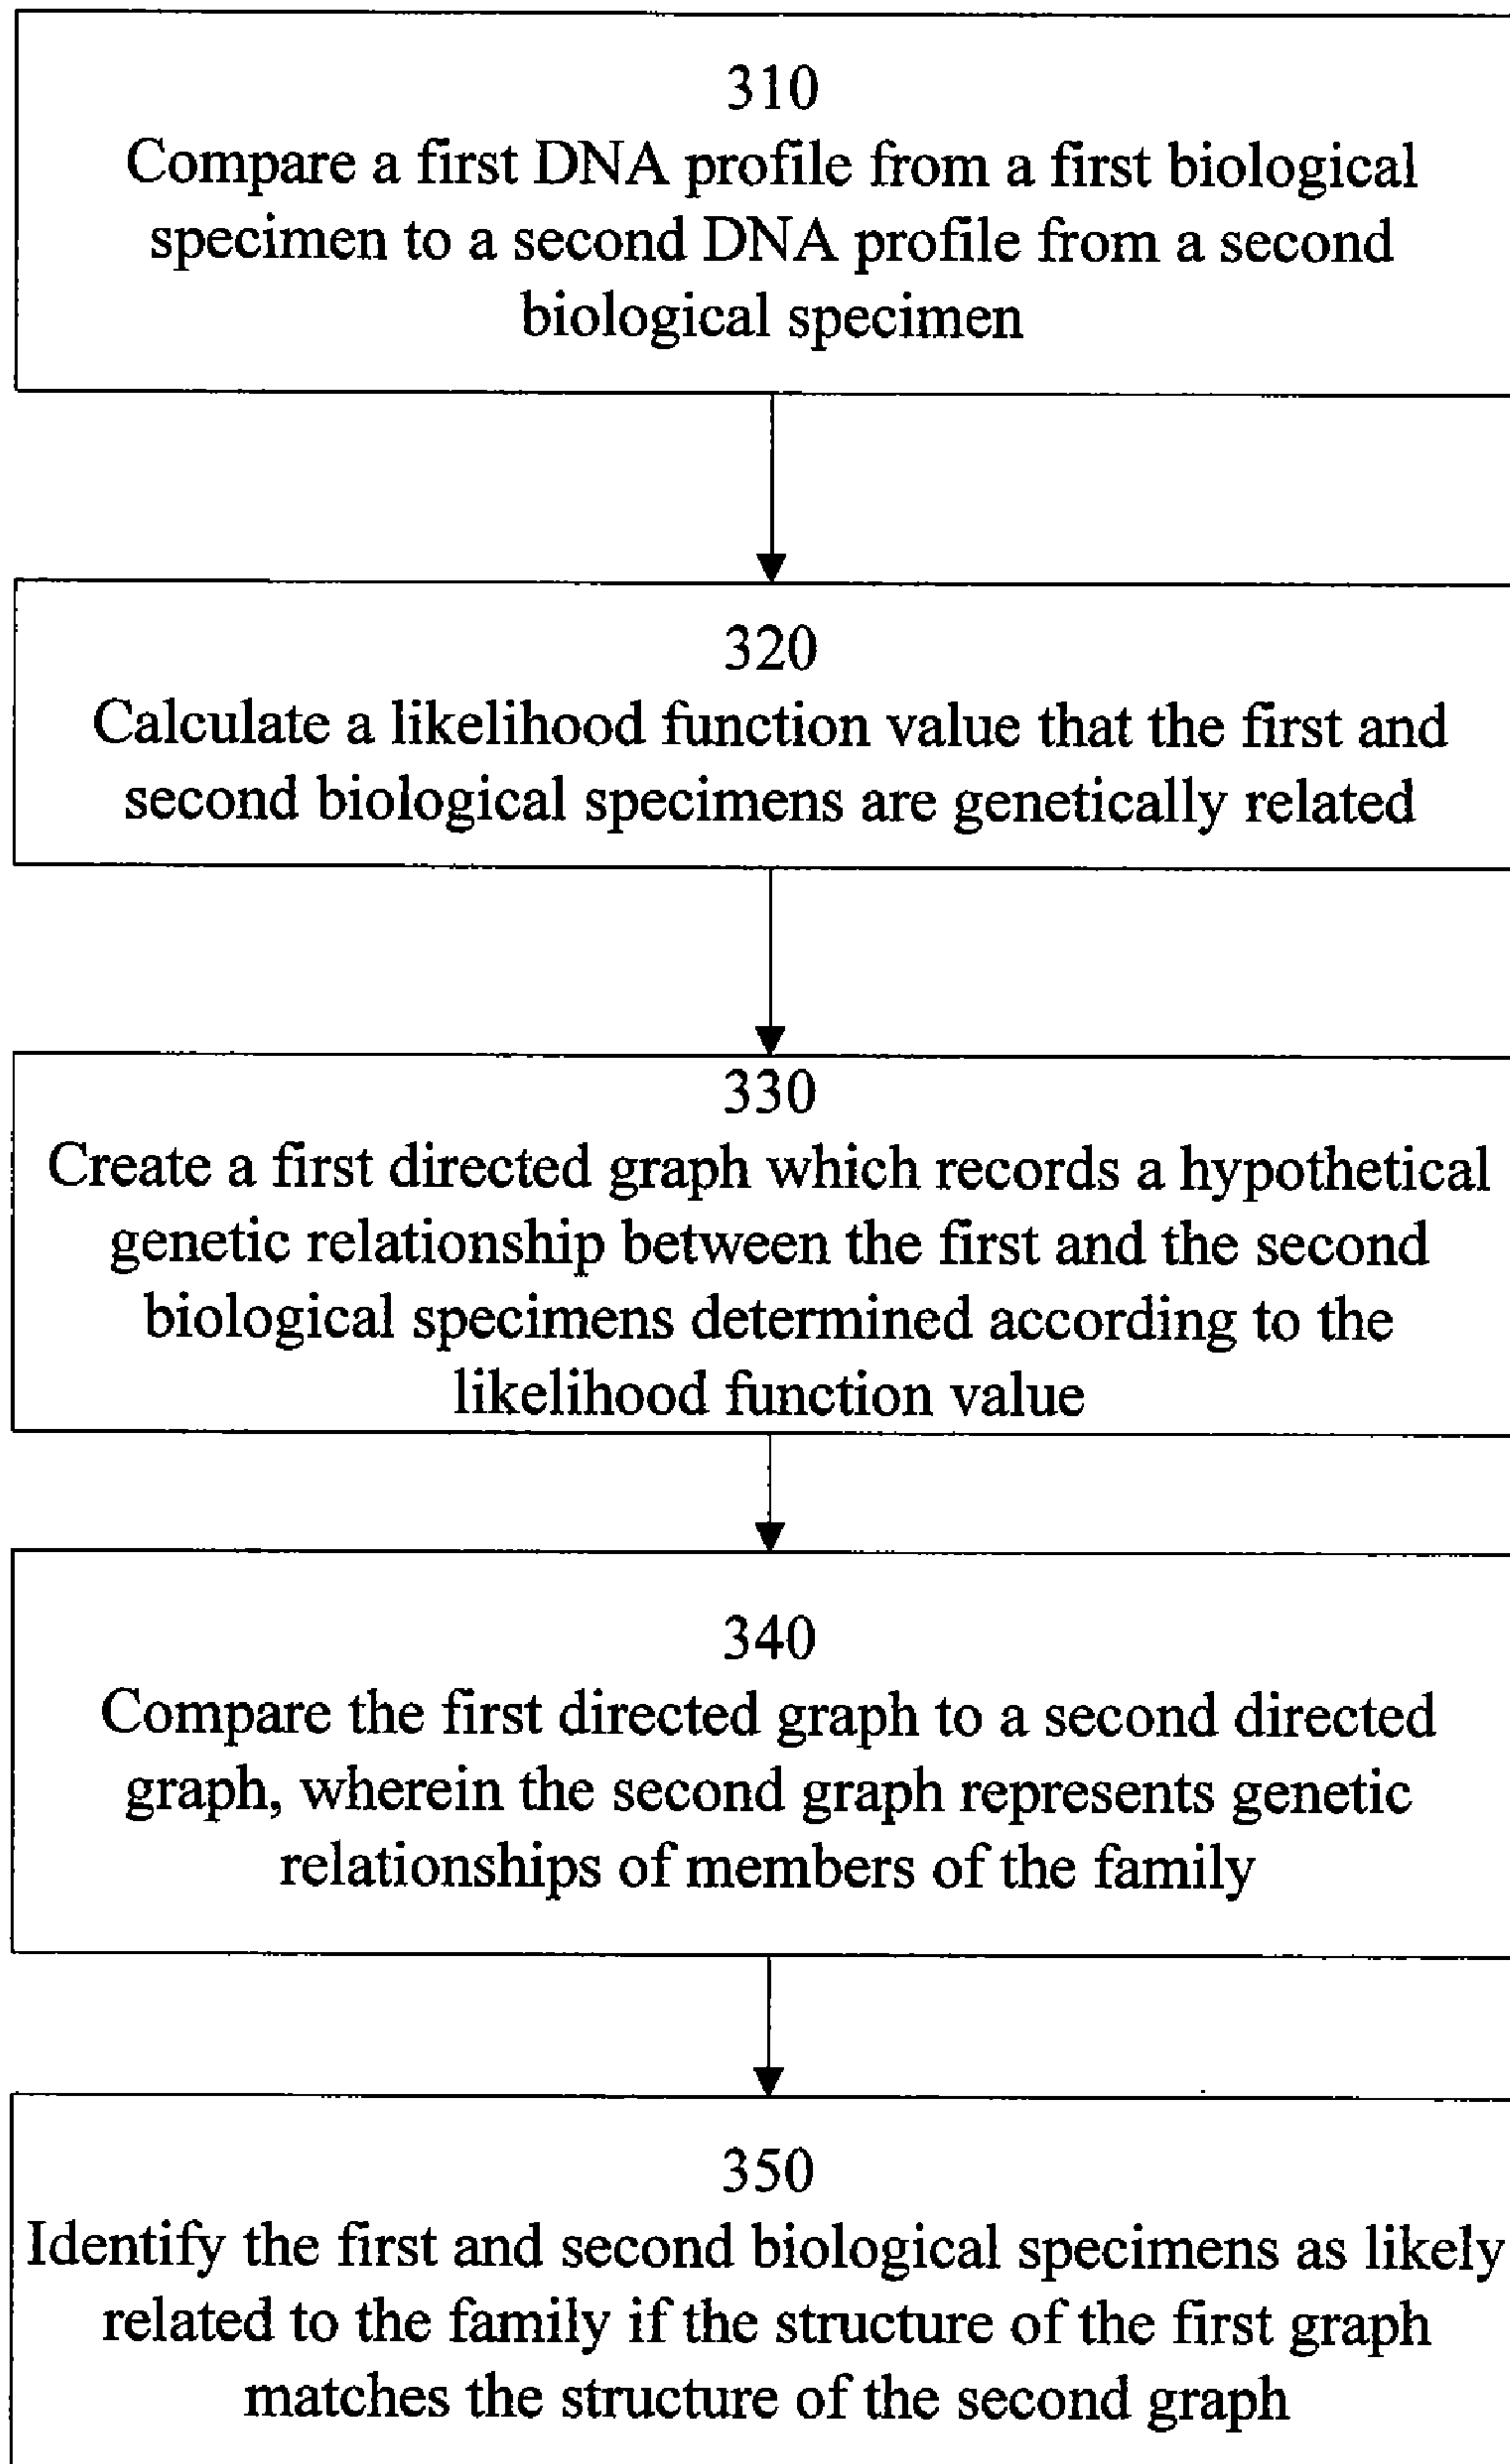 310
Compare a first DNA profile from a first biological
specimen to a second DNA profile from a second
biological specimen
320
Calculate a likelihood function value that the first and
second biological specimens are genetically related
330
Create a first directed graph which records a hypothetical
genetic relationship between the first and the second
biological specimens determined according to the
likelihood function value
340
Compare the first directed graph to a second directed
graph, wherein the second graph represents genetic
relationships of members of the family
350
Identify the first and second biological specimens as likely
related to the family if the structure of the first graph
matches the structure of the second graph